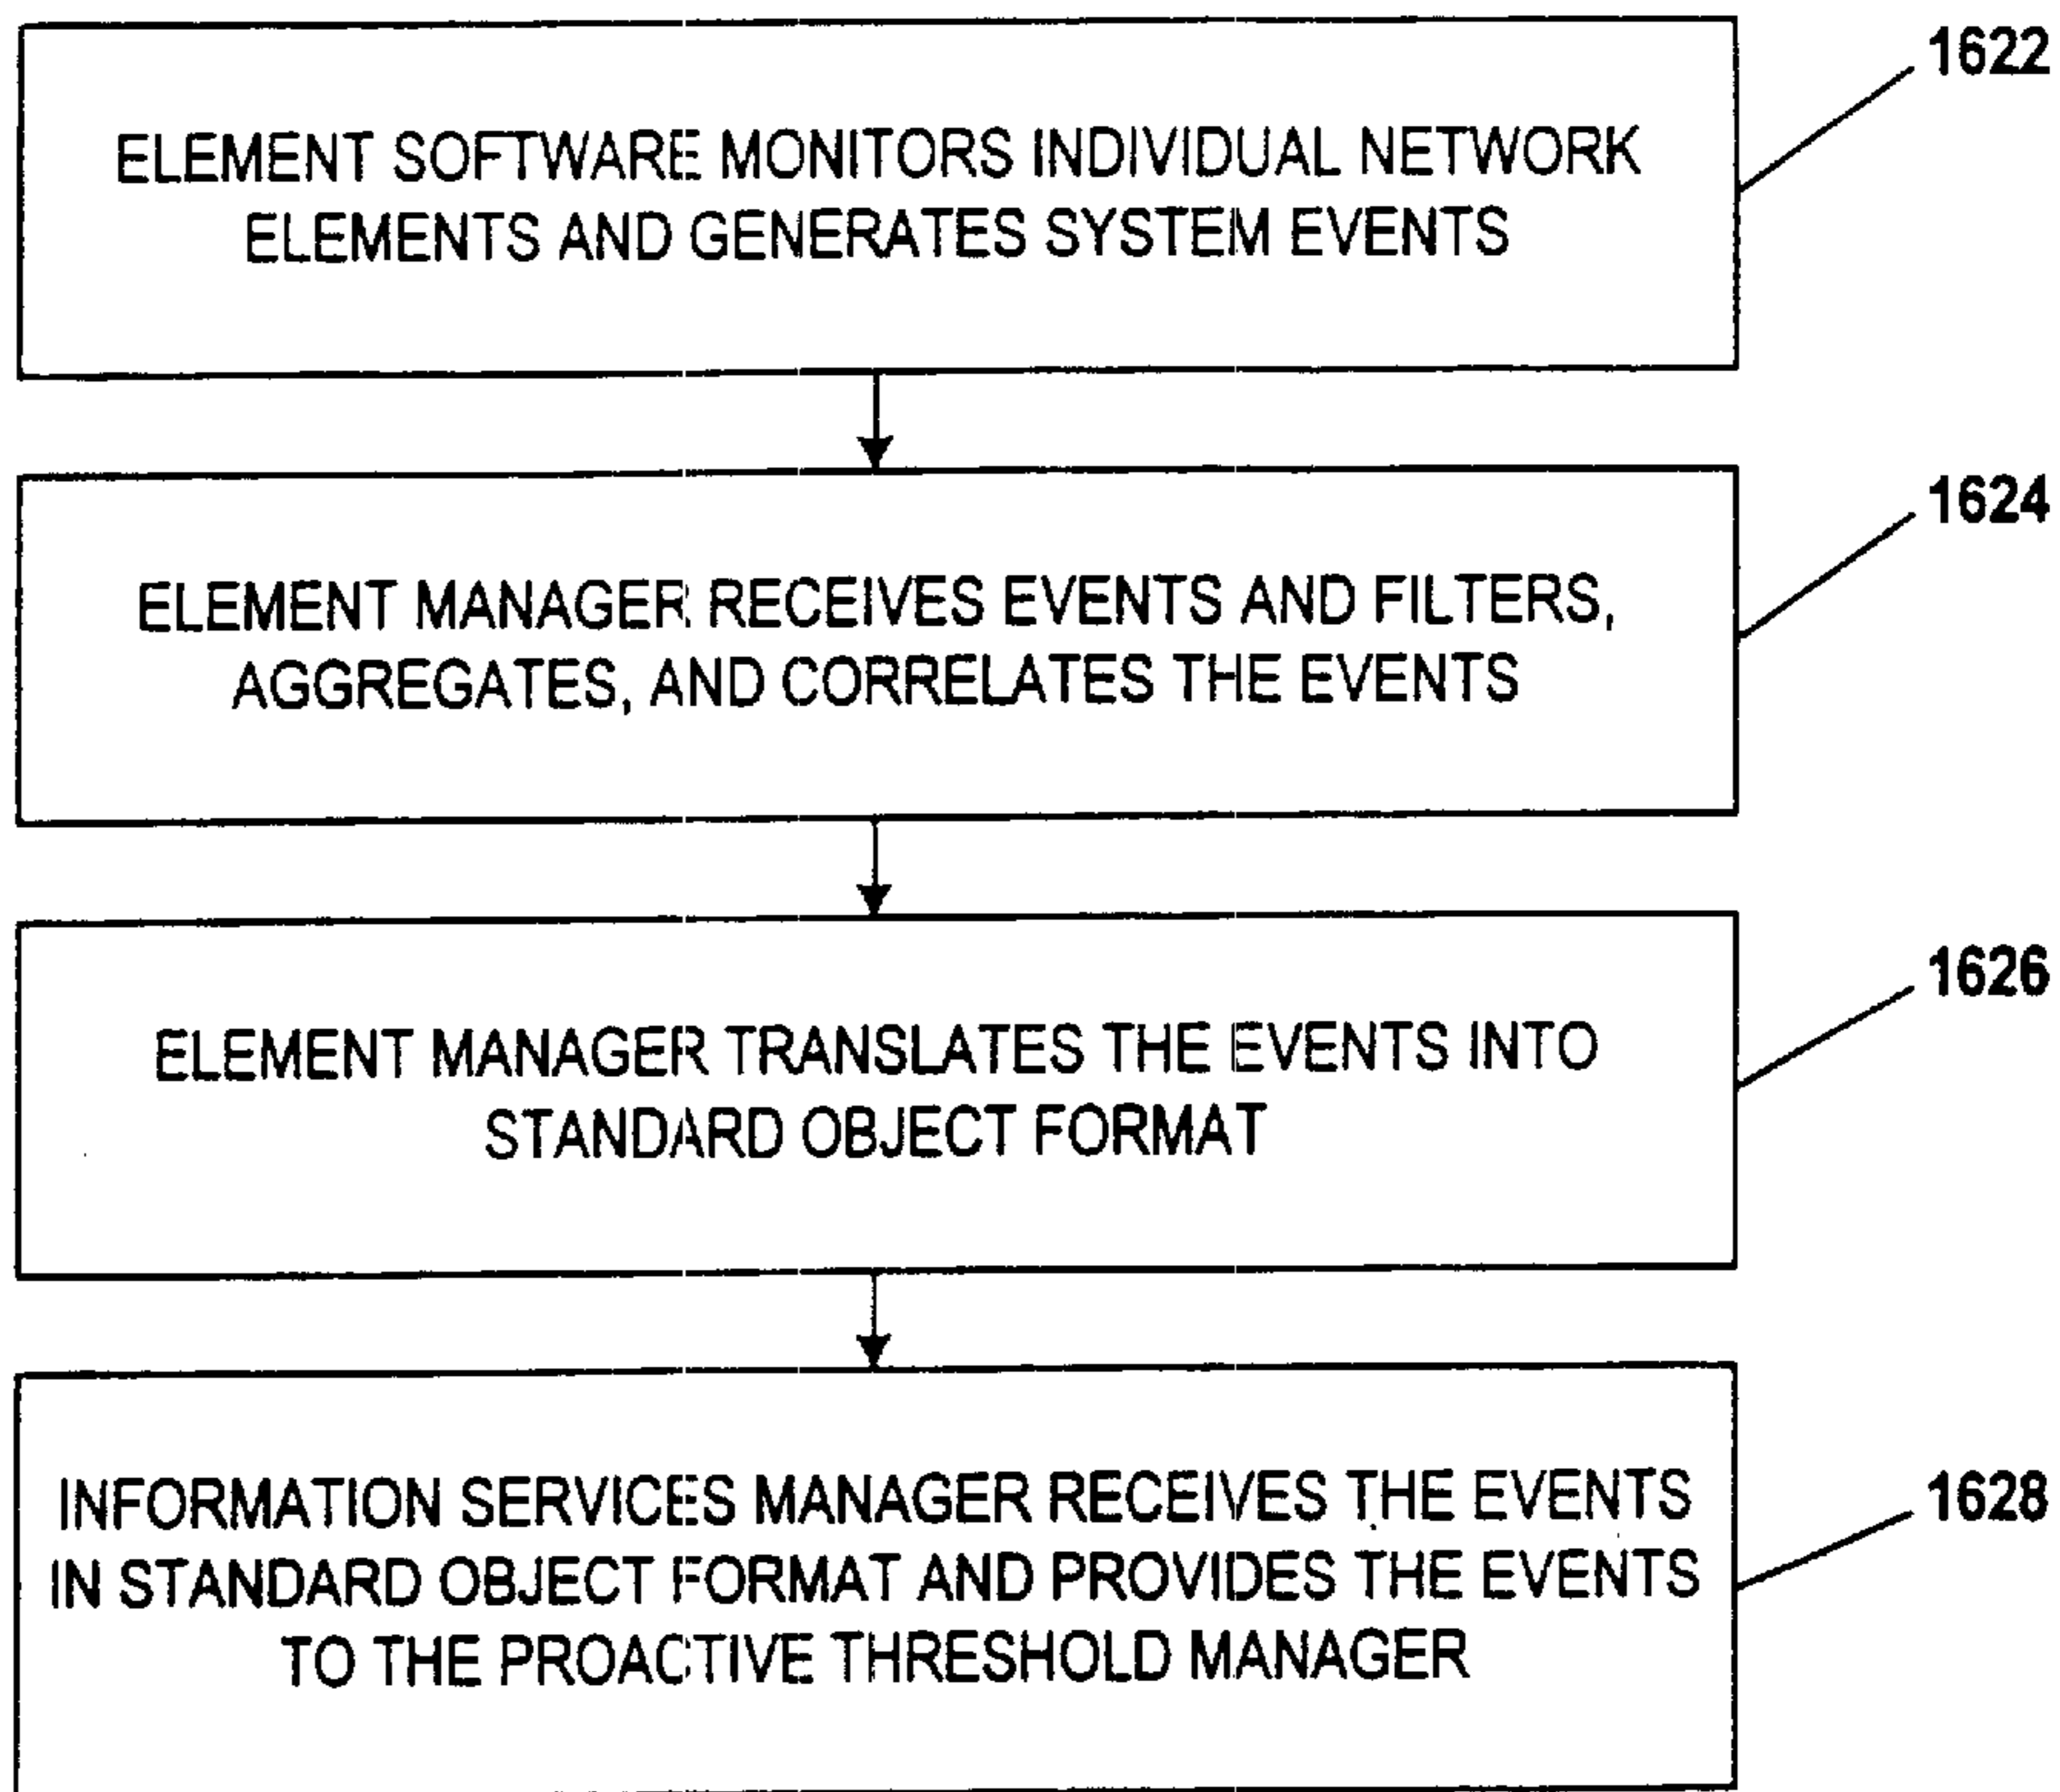 1622
ELEMENT SOFTWARE MONITORS INDIVIDUAL NETWORK
ELEMENTS AND GENERATES SYSTEM EVENTS
1624
ELEMENT MANAGER RECEIVES EVENTS AND FILTERS,
AGGREGATES, AND CORRELATES THE EVENTS
1626
ELEMENT MANAGER TRANSLATES THE EVENTS INTO
STANDARD OBJECT FORMAT
1628
INFORMATION SERVICES MANAGER RECEIVES THE EVENTS
IN STANDARD OBJECT FORMAT AND PROVIDES THE EVENTS
TO THE PROACTIVE THRESHOLD MANAGER